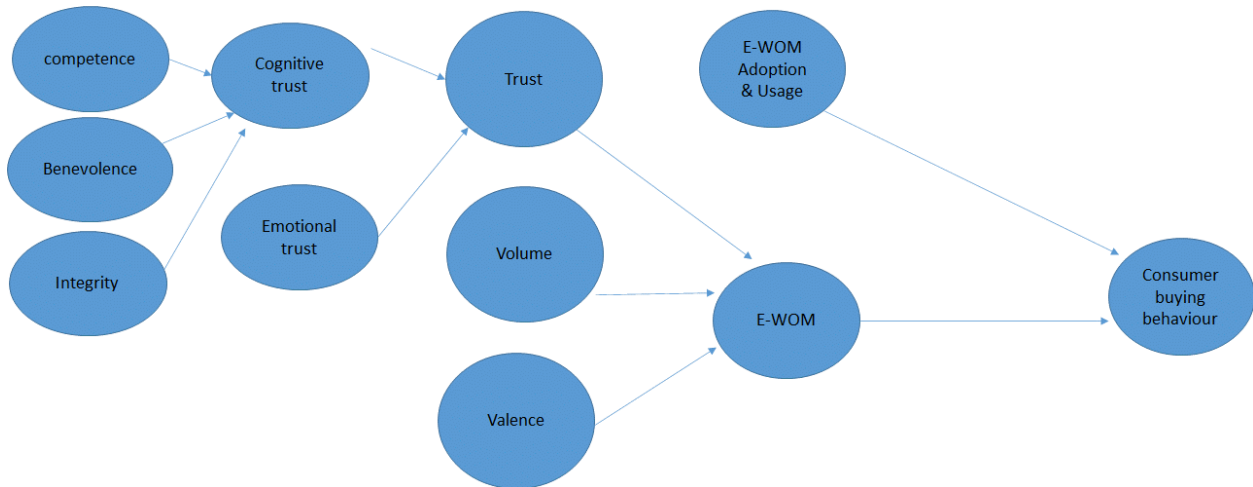 competence
Cognitive
trust
Trust
E-WOM
Adoption
& Usage
Benevolence
Emotional
trust
Volume
Integrity
E-WOM
Consumer
buying
behaviour
Valence